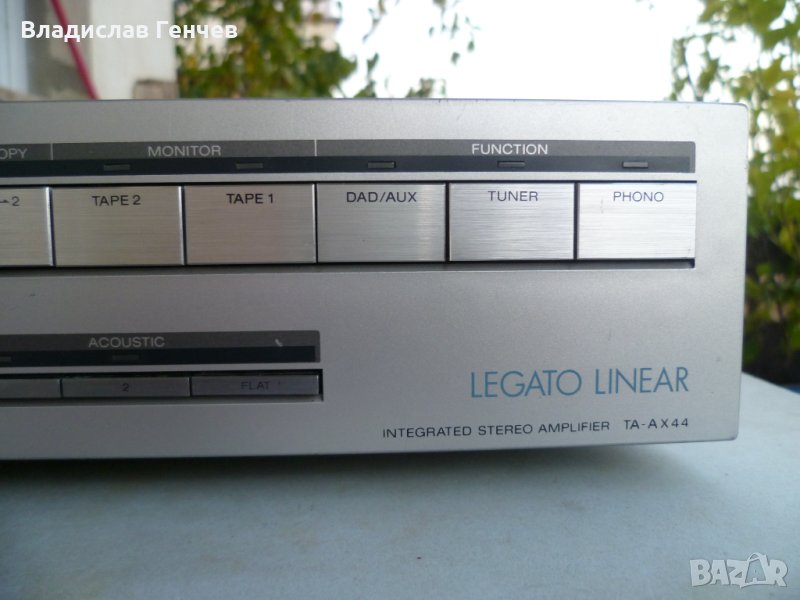 Владислав Генчев
OPY MONITOR FUNCTION
2 TAPE 2 TAPE 1 DAD/AUX TUNER PHONO
ACOUSTIC
2 FLAT
LEGATO LINEAR
INTEGRATED STEREO AMPLIFIER TA-AX44
BAZAR